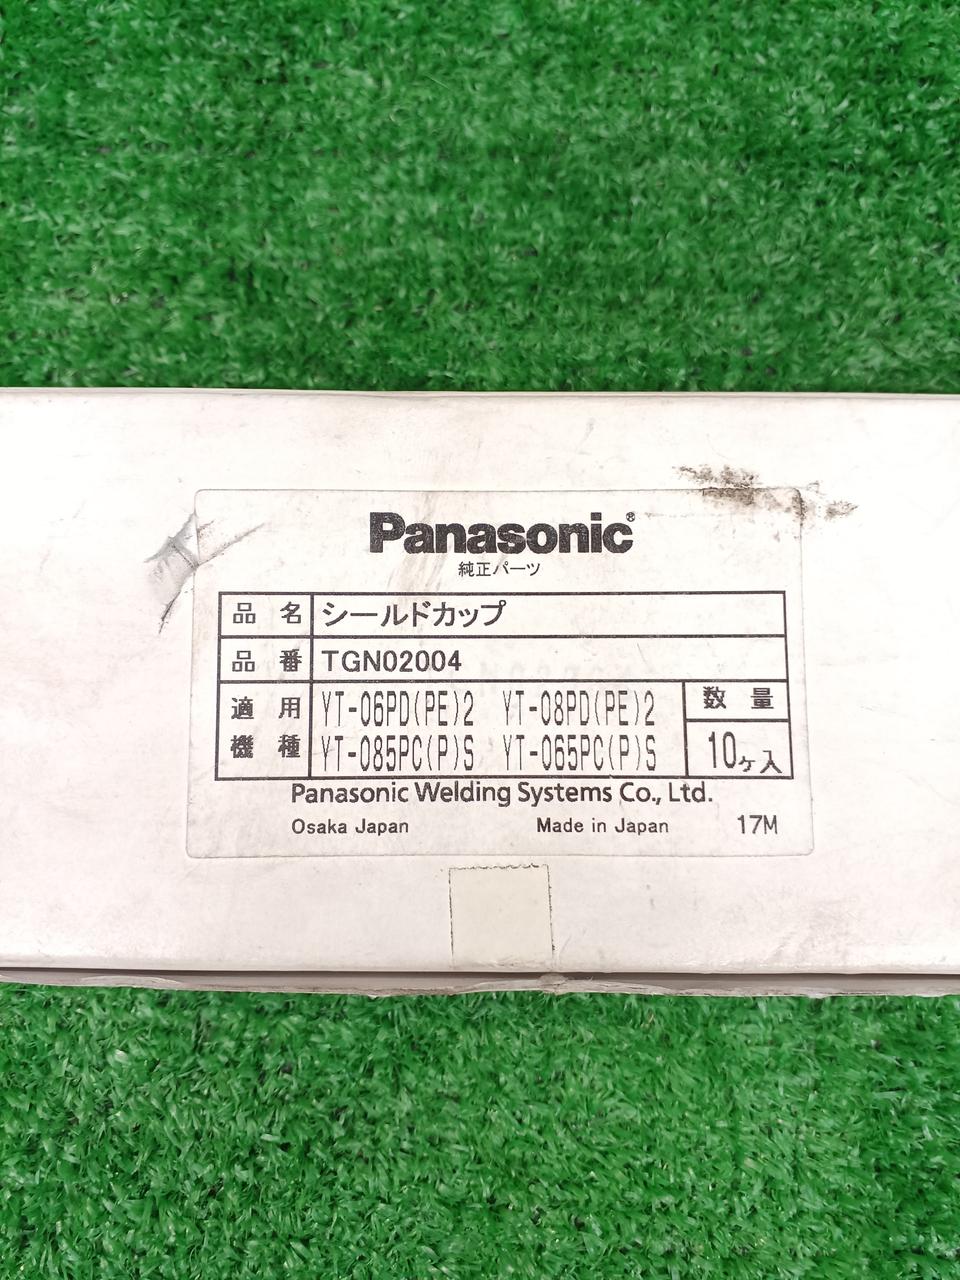 Panasonic®
純正パーツ
品名 シールドカップ
品番 TGN02004
適用機種 YT-06PD(PE)2 YT-08PD(PE)2
YT-085PC(P)S YT-065PC(P)S
数量
10ヶ入
Panasonic Welding Systems Co., Ltd.
Osaka Japan Made in Japan 17M